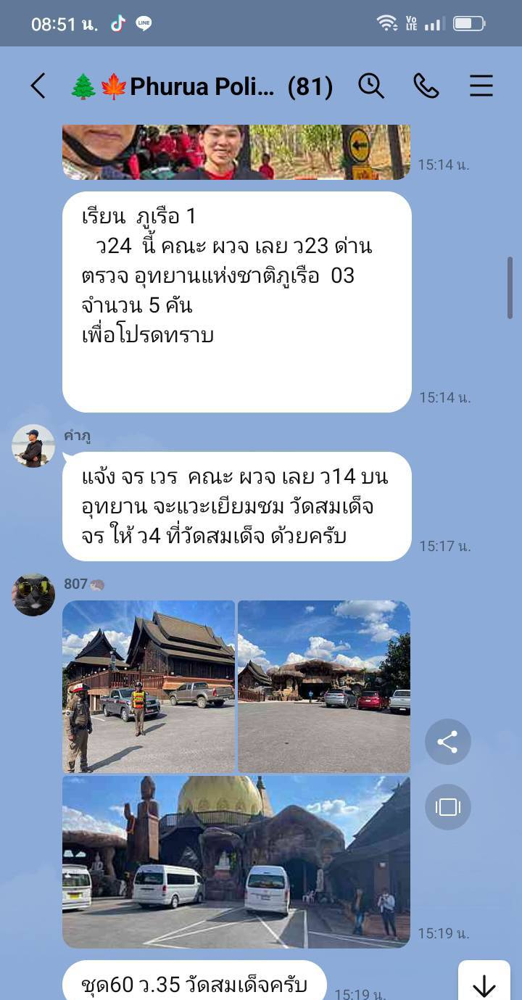 08:51 น.
LINE
Vo
LTE
🌲🍁Phurua Poli... (81)
15:14 น.
เรียน ภูเรือ 1
ว24 นี้ คณะ ผวจ เลย ว23 ด่าน
ตรวจ อุทยานแห่งชาติภูเรือ 03
จำนวน 5 คัน
เพื่อโปรดทราบ
15:14 น.
คำภู
แจ้ง จร เวร คณะ ผวจ เลย ว14 บน
อุทยาน จะแวะเยียมชม วัดสมเด็จ
จร ให้ ว4 ที่วัดสมเด็จ ด้วยครับ
15:17 น.
807🦔
15:19 น.
ชุด60 ว.35 วัดสมเด็จครับ
15:19 น.